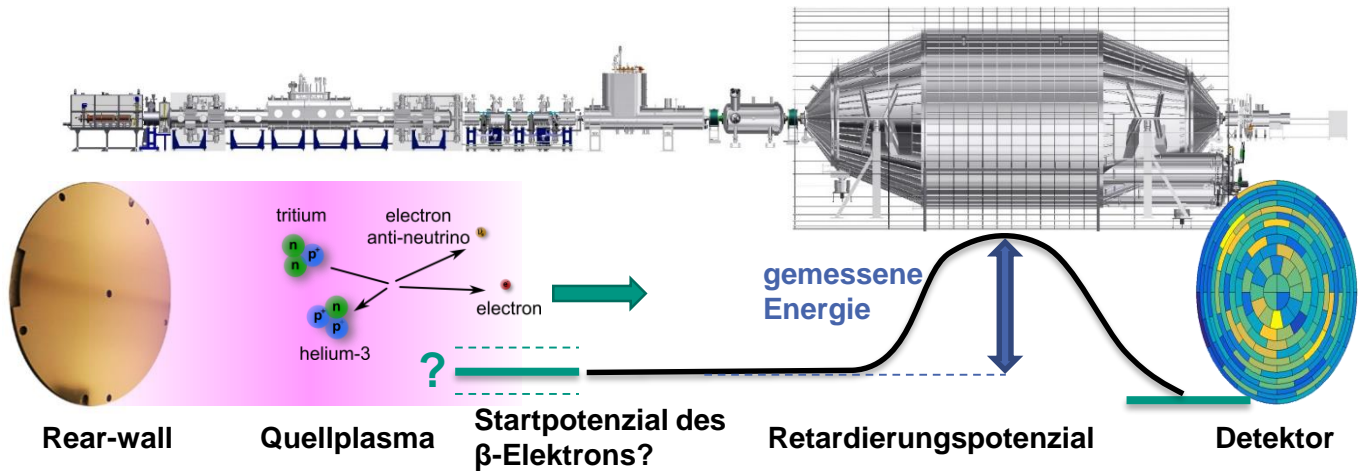 tritium
n
p⁺
n
electron
anti-neutrino
electron
n
p⁺
p⁺
helium-3
gemessene
Energie
?
Rear-wall
Quellplasma
Startpotenzial des
β-Elektrons?
Retardierungspotenzial
Detektor